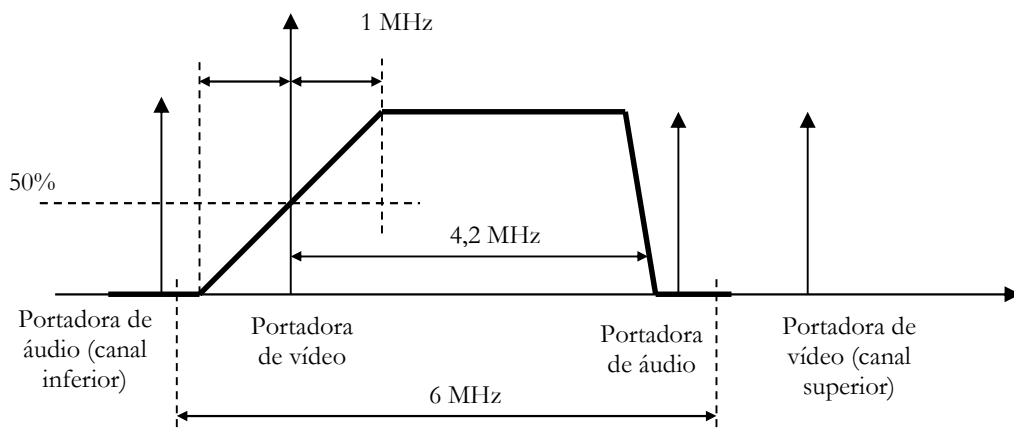 1 MHz
50%
4,2 MHz
Portadora de
áudio (canal
inferior)
Portadora
de vídeo
Portadora
de áudio
Portadora de
vídeo (canal
superior)
6 MHz